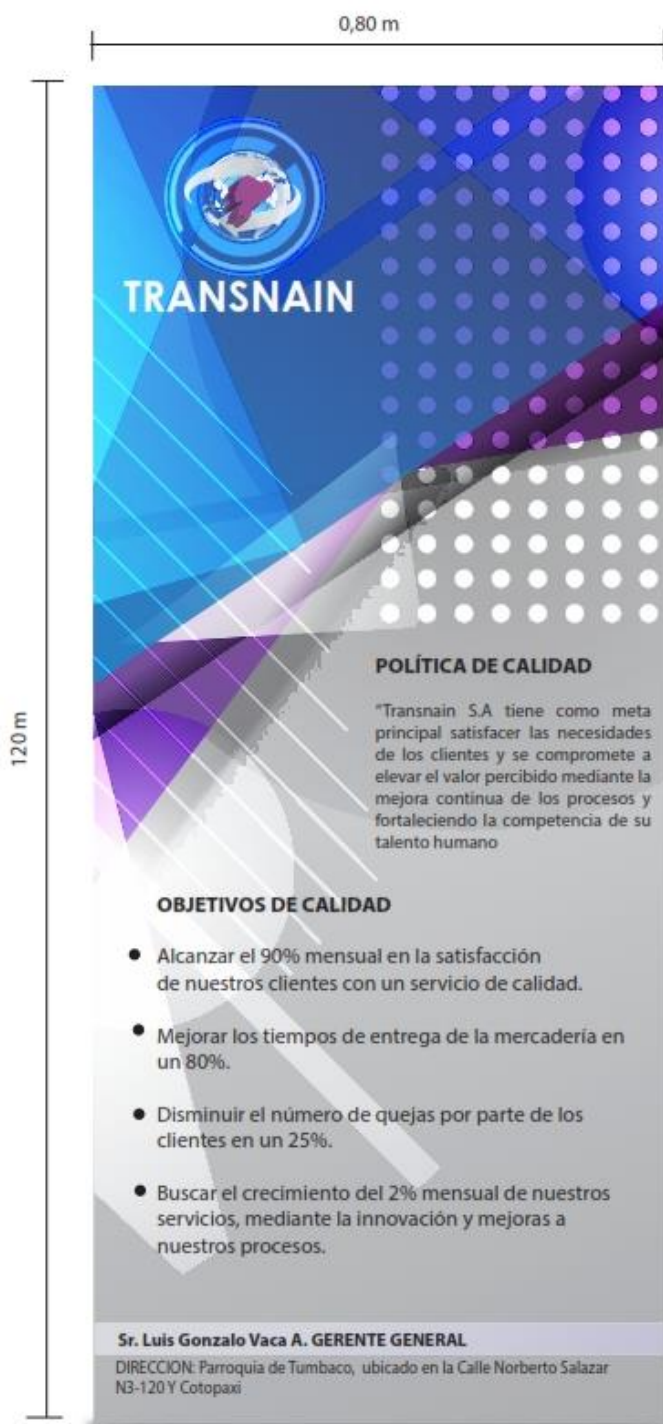 0,80 m
120 m
TRANSNAIN
POLÍTICA DE CALIDAD
"Transnain S.A tiene como meta
principal satisfacer las necesidades
de los clientes y se compromete a
elevar el valor percibido mediante la
mejora continua de los procesos y
fortaleciendo la competencia de su
talento humano
OBJETIVOS DE CALIDAD
• Alcanzar el 90% mensual en la satisfacción
de nuestros clientes con un servicio de calidad.
• Mejorar los tiempos de entrega de la mercadería en
un 80%.
• Disminuir el número de quejas por parte de los
clientes en un 25%.
• Buscar el crecimiento del 2% mensual de nuestros
servicios, mediante la innovación y mejoras a
nuestros procesos.
Sr. Luis Gonzalo Vaca A. GERENTE GENERAL
DIRECCION: Parroquia de Tumbaco, ubicado en la Calle Norberto Salazar
N3-120 Y Cotopaxi